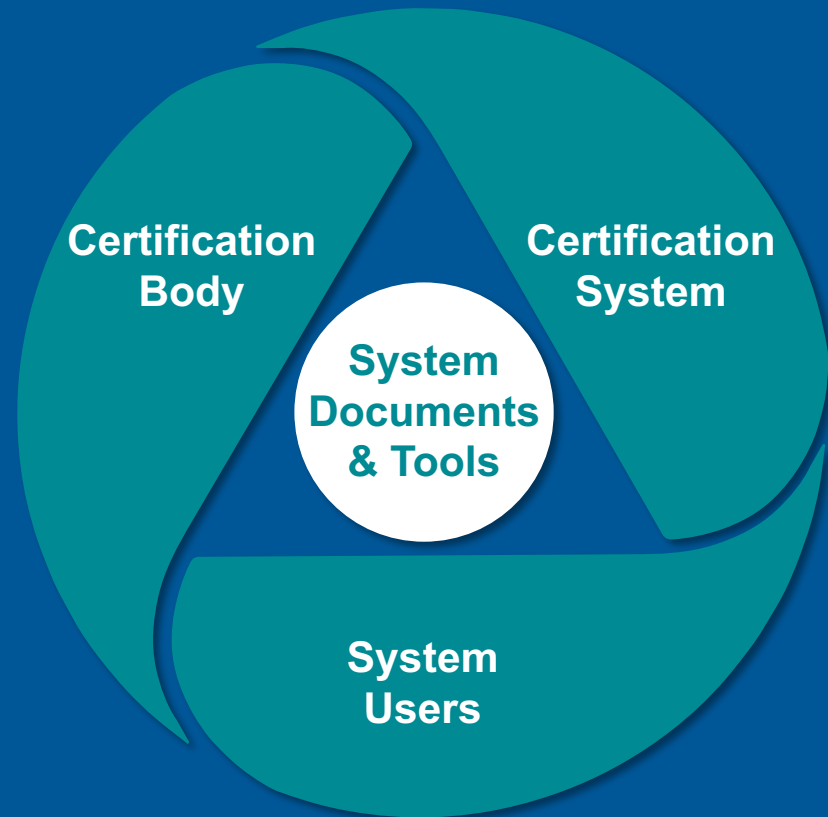 Certification
Body
Certification
System
System
Documents
& Tools
System
Users